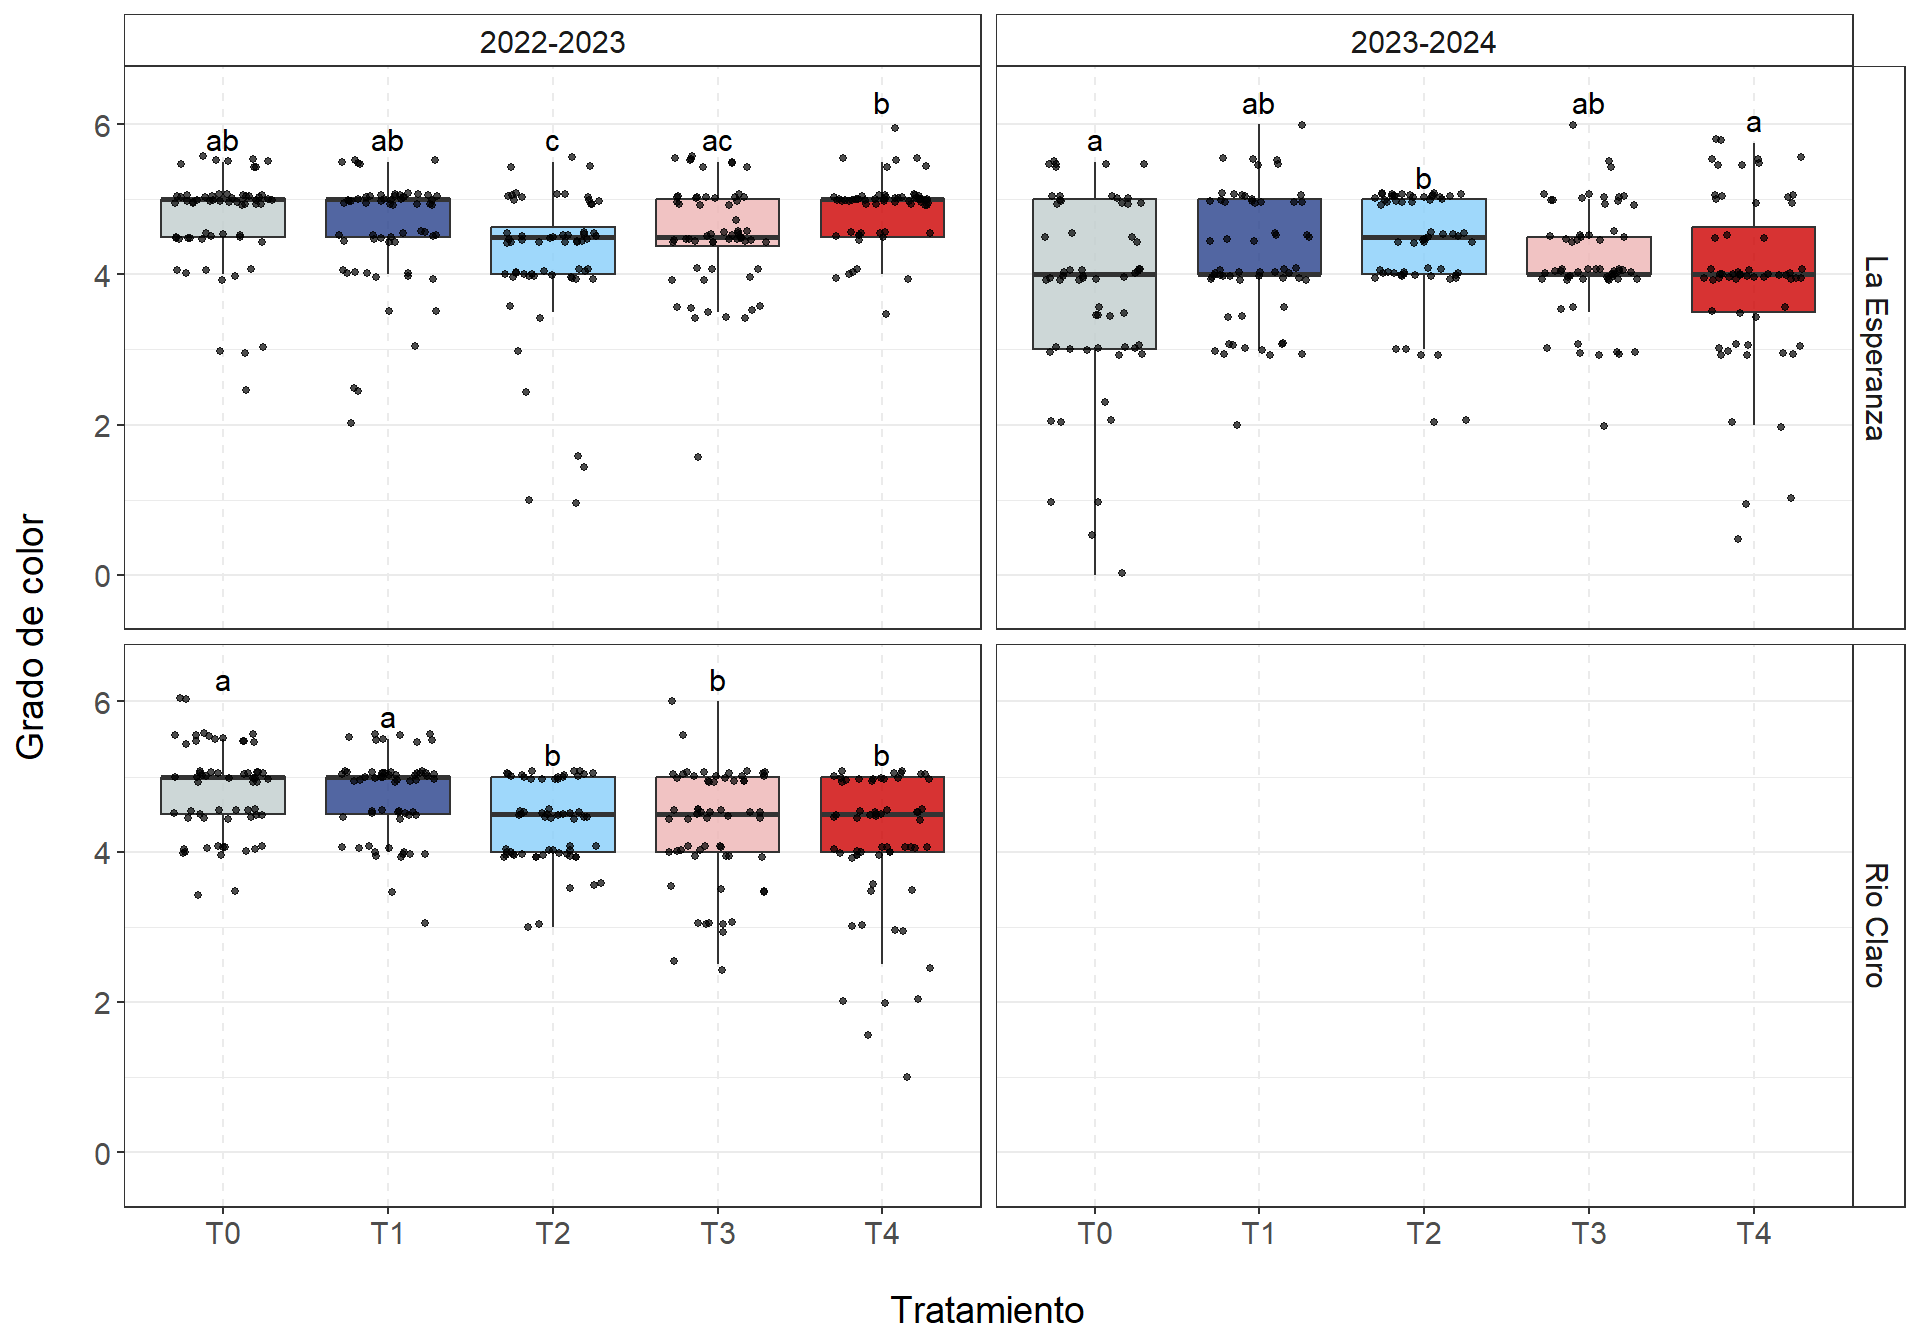 2022-2023
2023-2024
ab ab c ac b
a ab b ab a
6
4
2
0
La Esperanza
Grado de color
a a b b b
6
4
2
0
Rio Claro
T0 T1 T2 T3 T4
T0 T1 T2 T3 T4
Tratamiento